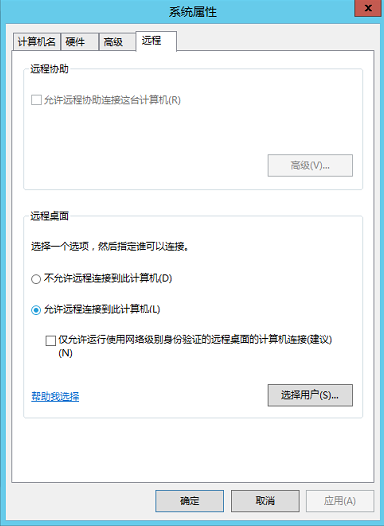 系统属性
x
计算机名 硬件 高级 远程
远程协助
允许远程协助连接这台计算机(R)
高级(V)...
远程桌面
选择一个选项，然后指定谁可以连接。
不允许远程连接到此计算机(D)
允许远程连接到此计算机(L)
仅允许运行使用网络级别身份验证的远程桌面的计算机连接(建议)
(N)
帮助我选择
选择用户(S)...
确定 取消 应用(A)